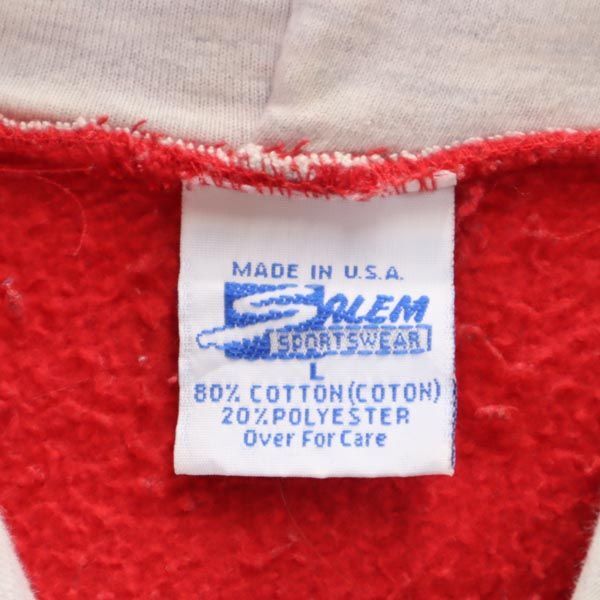 MADE IN U.S.A.
SALEM
SPORTSWEAR
L
80% COTTON (COTON)
20% POLYESTER
Over For Care